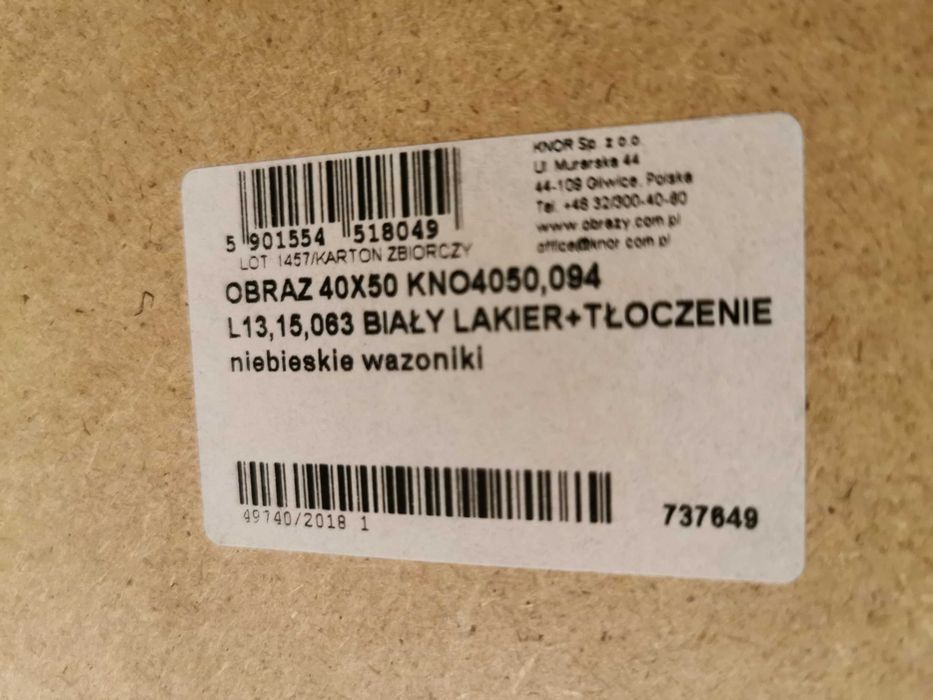 KNOR Sp. z o.o.
Ul. Murarska 44
44-109 Gliwice, Polska
Tel. +48 32/300-40-80
www.obrazy.com.pl
office@knor.com.pl
5 901554 518049
LOT 1457/KARTON ZBIORCZY
OBRAZ 40X50 KNO4050,094
L13,15,063 BIAŁY LAKIER+TŁOCZENIE
niebieskie wazoniki
49740/2018 1
737649